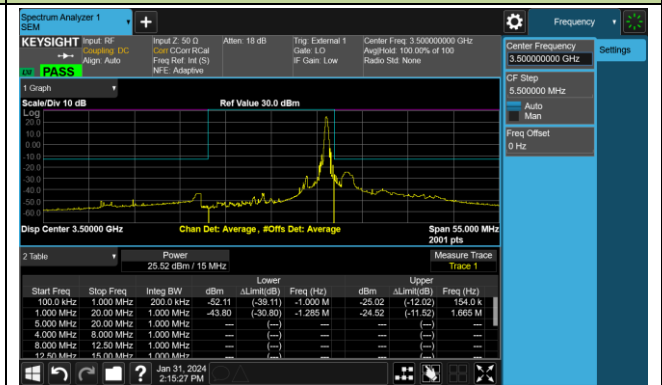 Spectrum Analyzer 1
SEM
+
Frequency
KEYSIGHT
Input: RF
Coupling: DC
Align: Auto
Input Z: 50 Ω
Corr CCorr RCal
Freq Ref: Int (S)
NFE: Adaptive
Atten: 18 dB
Trig: External 1
Gate: LO
IF Gain: Low
Center Freq: 3.500000000 GHz
Avg|Hold: 100.00% of 100
Radio Std: None
PASS
Center Frequency
3.500000000 GHz
Settings
CF Step
5.500000 MHz
Auto
Man
Freq Offset
0 Hz
1 Graph
Scale/Div 10 dB
Ref Value 30.0 dBm
Log
20.0
10.0
0.00
-10.0
-20.0
-30.0
-40.0
-50.0
-60.0
Disp Center 3.50000 GHz
Chan Det: Average, #Offs Det: Average
Span 55.000 MHz
2001 pts
2 Table
Power
25.52 dBm / 15 MHz
Measure Trace
Trace 1
Lower Upper
Start Freq Stop Freq Integ BW dBm ΔLimit(dB) Freq (Hz) dBm ΔLimit(dB) Freq (Hz)
100.0 kHz 1.000 MHz 200.0 kHz -52.11 (-39.11) -1.000 M -25.02 (-12.02) 154.0 k
1.000 MHz 20.00 MHz 1.000 MHz -43.80 (-30.80) -1.285 M -24.52 (-11.52) 1.665 M
5.000 MHz 20.00 MHz 1.000 MHz --- (---) --- --- (---) ---
4.000 MHz 8.000 MHz 1.000 MHz --- (---) --- --- (---) ---
8.000 MHz 12.50 MHz 1.000 MHz --- (---) --- --- (---) ---
12.50 MHz 15.00 MHz 1.000 MHz --- (---) --- --- (---) ---
?
Jan 31, 2024
2:15:27 PM